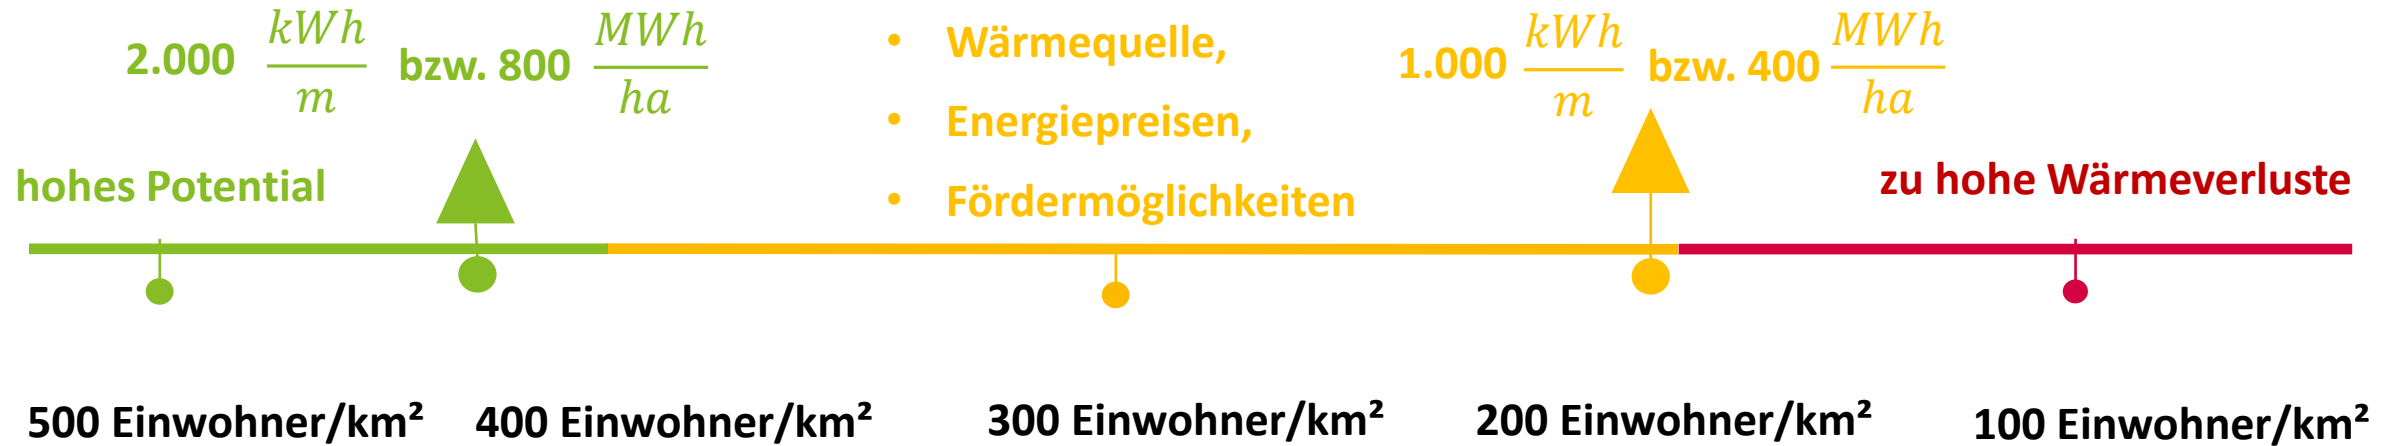 2.000 kWh/m bzw. 800 MWh/ha
• Wärmequelle,
• Energiepreisen,
• Fördermöglichkeiten
1.000 kWh/m bzw. 400 MWh/ha
hohes Potential
zu hohe Wärmeverluste
500 Einwohner/km²
400 Einwohner/km²
300 Einwohner/km²
200 Einwohner/km²
100 Einwohner/km²